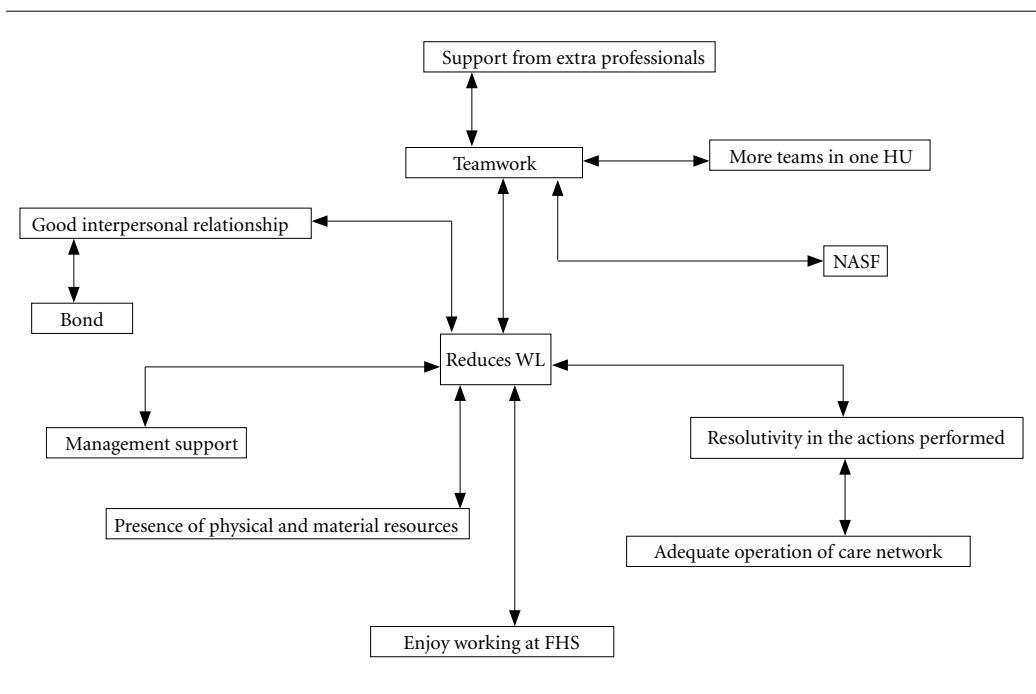 Support from extra professionals
Teamwork
More teams in one HU
Good interpersonal relationship
NASF
Bond
Reduces WL
Management support
Resolutivity in the actions performed
Presence of physical and material resources
Adequate operation of care network
Enjoy working at FHS